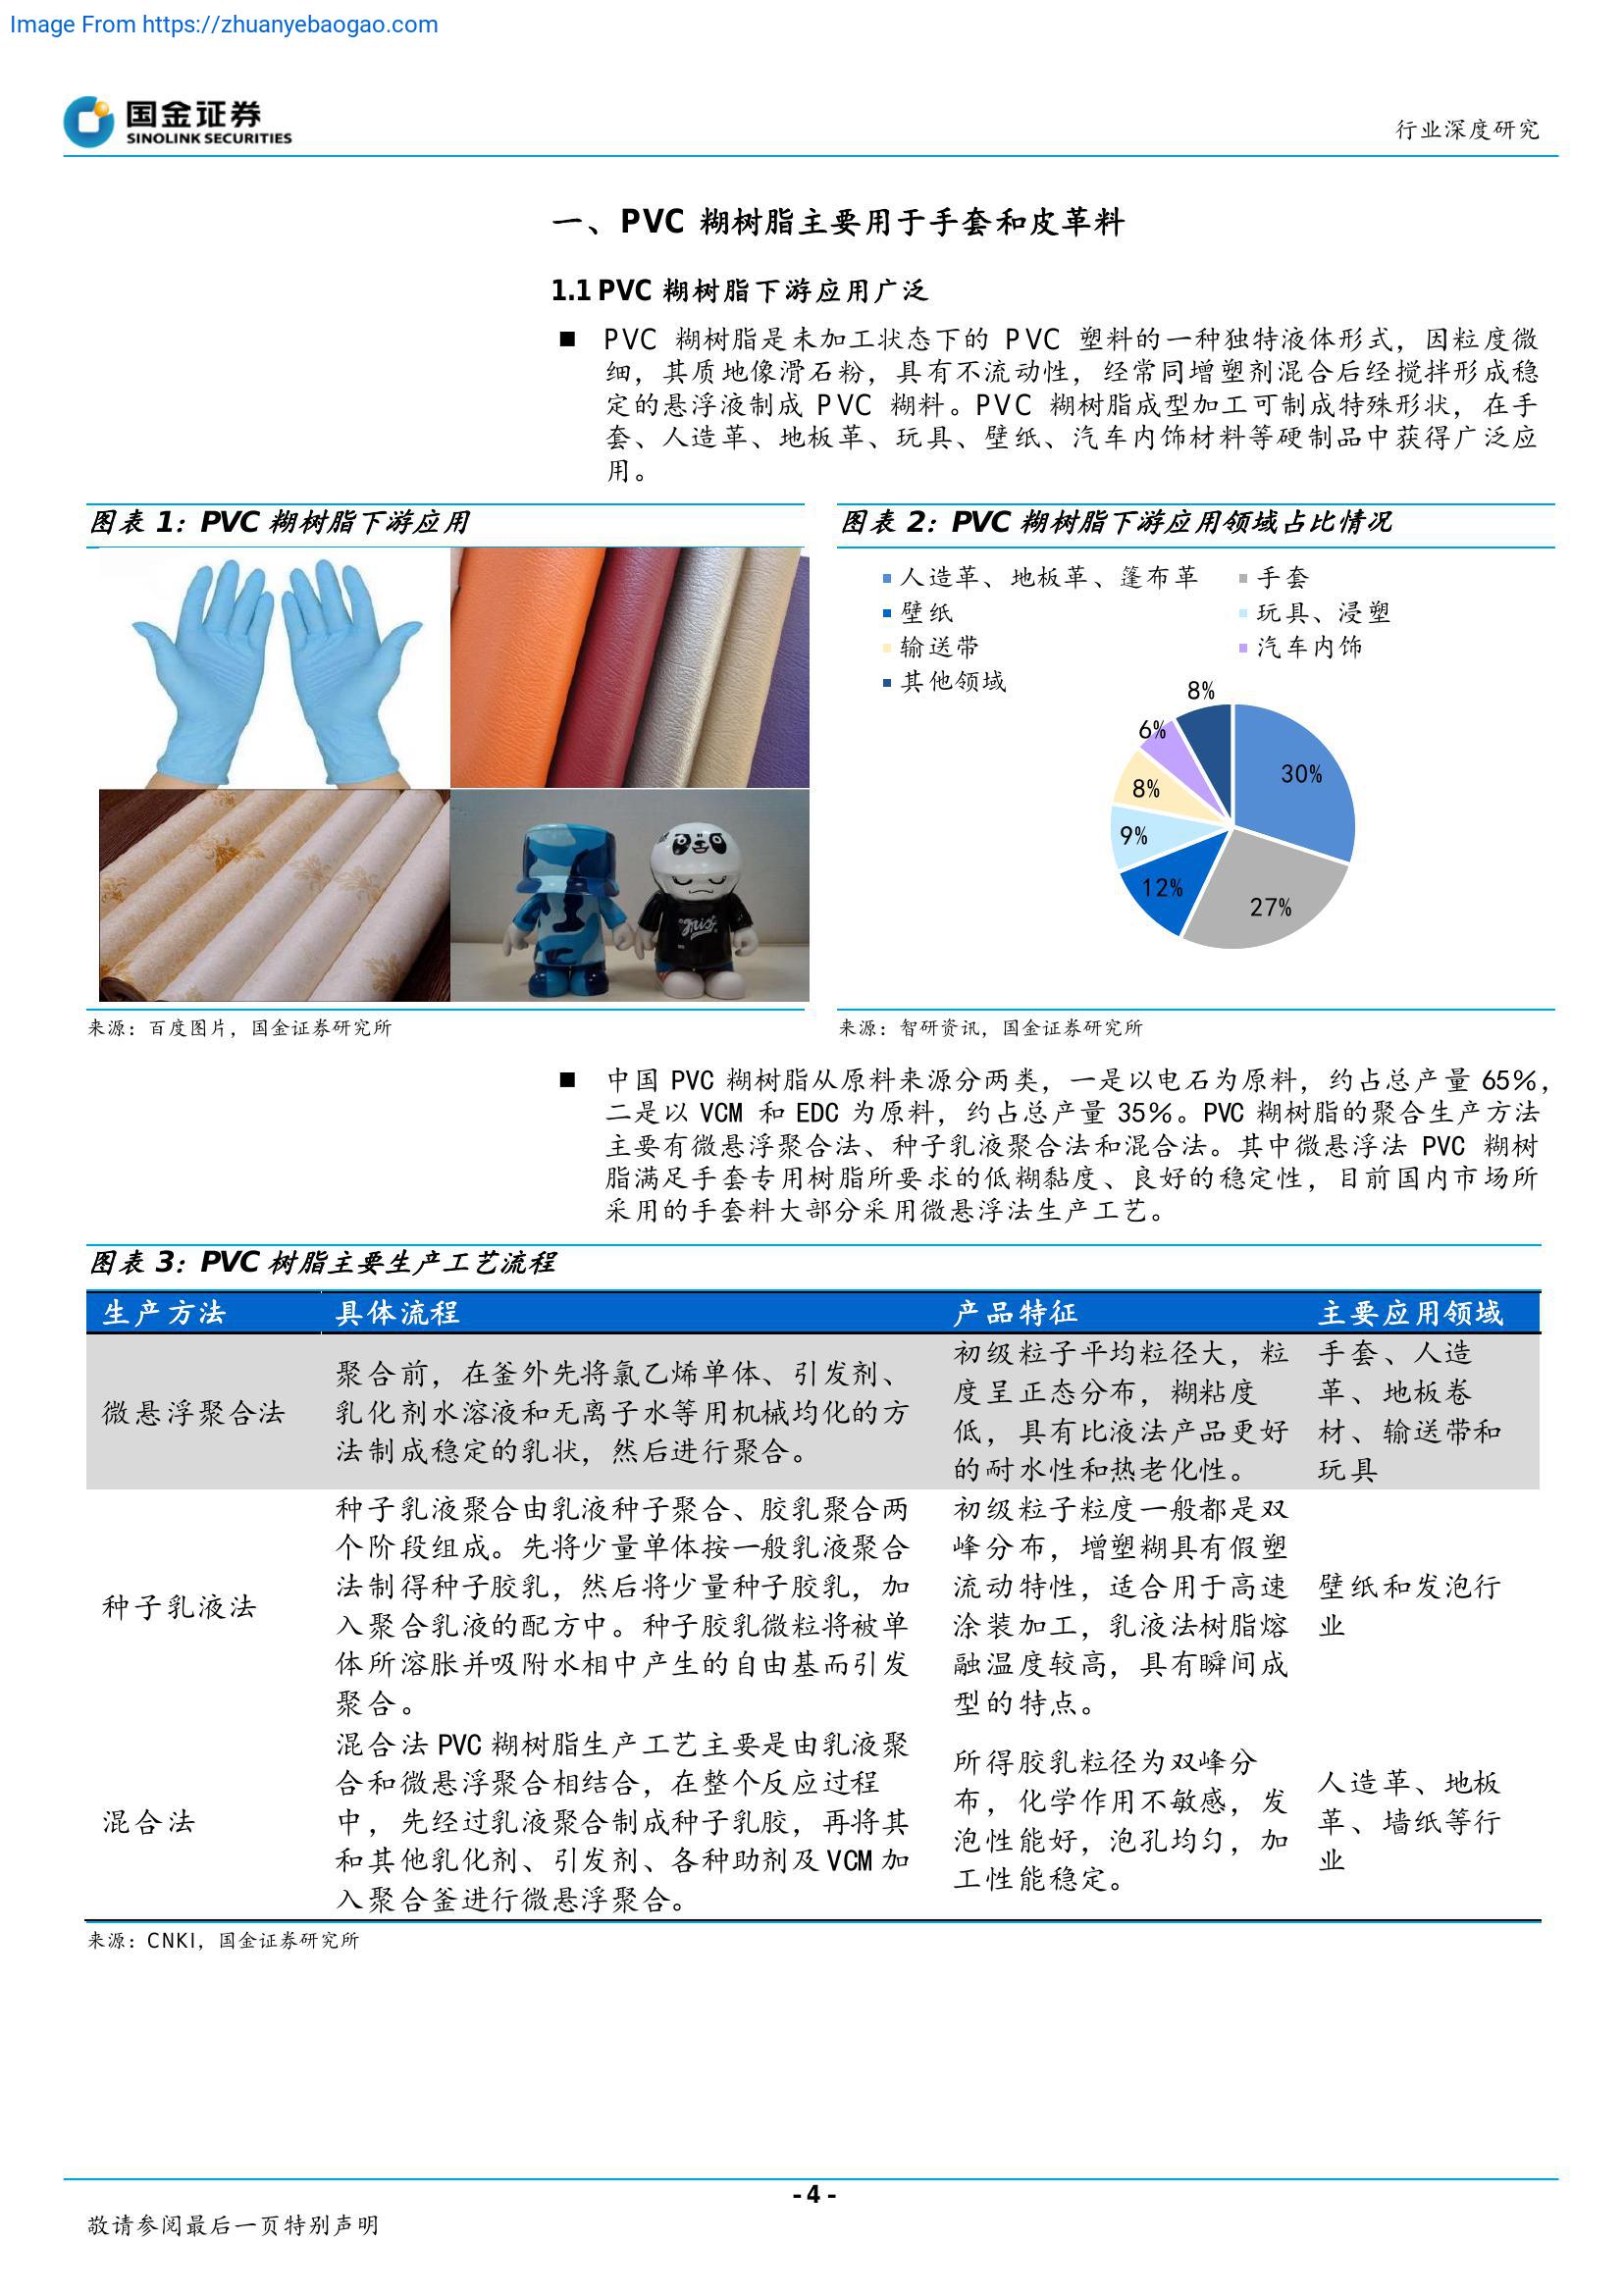 Image From https://zhuanyebaogao.com
国金证券
SINOLINK SECURITIES
行业深度研究
一、PVC 糊树脂主要用于手套和皮革料
1.1 PVC 糊树脂下游应用广泛
■ PVC 糊树脂是未加工状态下的 PVC 塑料的一种独特液体形式，因粒度微
细，其质地像滑石粉，具有不流动性，经常同增塑剂混合后经搅拌形成稳
定的悬浮液制成 PVC 糊料。PVC 糊树脂成型加工可制成特殊形状，在手
套、人造革、地板革、玩具、壁纸、汽车内饰材料等硬制品中获得广泛应
用。
图表 1：PVC 糊树脂下游应用
来源：百度图片，国金证券研究所
图表 2：PVC 糊树脂下游应用领域占比情况
人造革、地板革、篷布革
手套
壁纸
玩具、浸塑
输送带
汽车内饰
其他领域
8%
6%
30%
8%
9%
12%
27%
来源：智研资讯，国金证券研究所
■ 中国 PVC 糊树脂从原料来源分两类，一是以电石为原料，约占总产量 65%，
二是以 VCM 和 EDC 为原料，约占总产量 35%。PVC 糊树脂的聚合生产方法
主要有微悬浮聚合法、种子乳液聚合法和混合法。其中微悬浮法 PVC 糊树
脂满足手套专用树脂所要求的低糊黏度、良好的稳定性，目前国内市场所
采用的手套料大部分采用微悬浮法生产工艺。
图表 3：PVC 树脂主要生产工艺流程
生产方法 具体流程 产品特征 主要应用领域
微悬浮聚合法
聚合前，在釜外先将氯乙烯单体、引发剂、
乳化剂水溶液和无离子水等用机械均化的方
法制成稳定的乳状，然后进行聚合。
初级粒子平均粒径大，粒
度呈正态分布，糊粘度
低，具有比液法产品更好
的耐水性和热老化性。
手套、人造
革、地板卷
材、输送带和
玩具
种子乳液法
种子乳液聚合由乳液种子聚合、胶乳聚合两
个阶段组成。先将少量单体按一般乳液聚合
法制得种子胶乳，然后将少量种子胶乳，加
入聚合乳液的配方中。种子胶乳微粒将被单
体所溶胀并吸附水相中产生的自由基而引发
聚合。
初级粒子粒度一般都是双
峰分布，增塑糊具有假塑
流动特性，适合用于高速
涂装加工，乳液法树脂熔
融温度较高，具有瞬间成
型的特点。
壁纸和发泡行
业
混合法
混合法 PVC 糊树脂生产工艺主要是由乳液聚
合和微悬浮聚合相结合，在整个反应过程
中，先经过乳液聚合制成种子乳胶，再将其
和其他乳化剂、引发剂、各种助剂及 VCM 加
入聚合釜进行微悬浮聚合。
所得胶乳粒径为双峰分
布，化学作用不敏感，发
泡性能好，泡孔均匀，加
工性能稳定。
人造革、地板
革、墙纸等行
业
来源：CNKI，国金证券研究所
- 4 -
敬请参阅最后一页特别声明